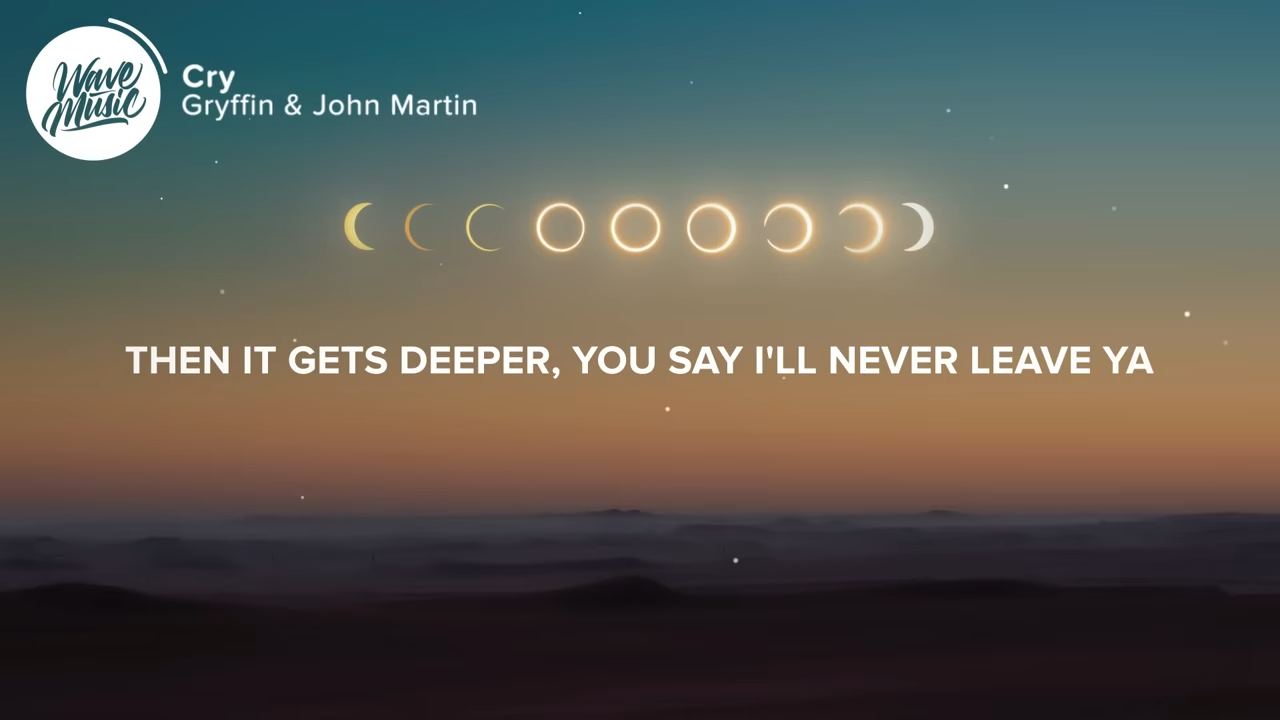 Wave
Music
Cry
Gryffin & John Martin
THEN IT GETS DEEPER, YOU SAY I'LL NEVER LEAVE YA